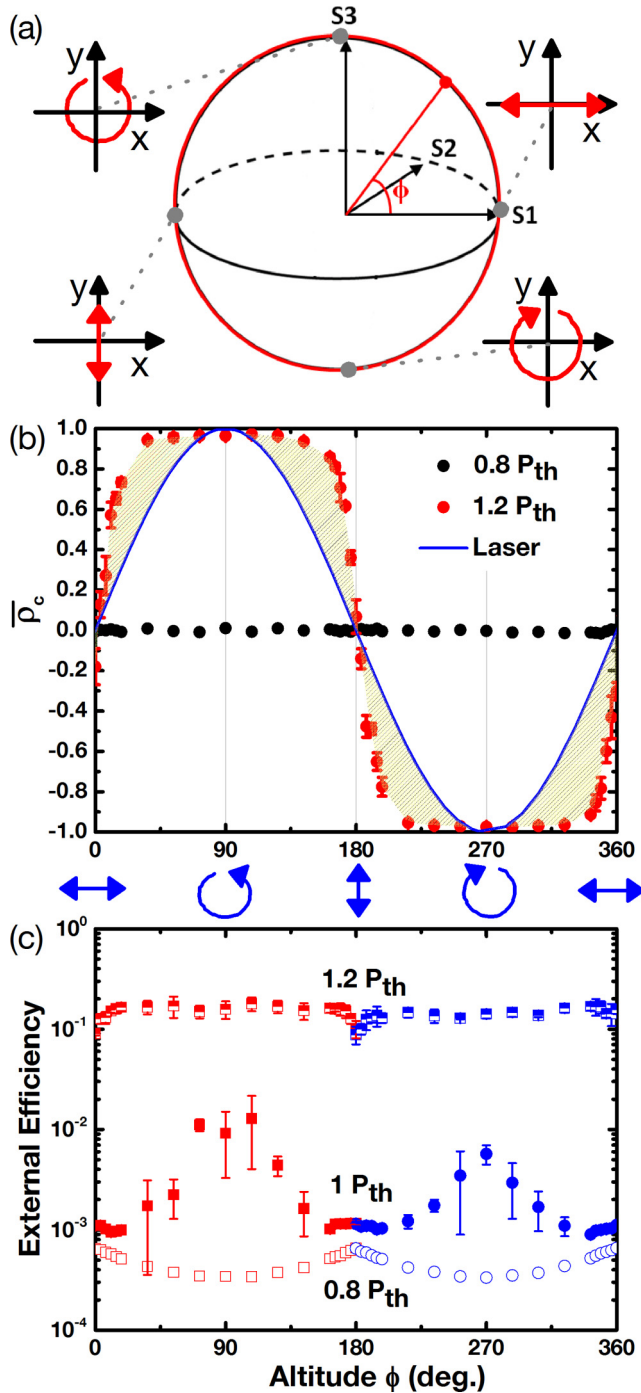 (a)
S3
y
x
y
x
S2
ϕ
S1
y
x
y
x
(b)
1.0
0.8
0.6
0.4
0.2
0.0
-0.2
-0.4
-0.6
-0.8
-1.0
ρc
0.8 Pth
1.2 Pth
Laser
0 90 180 270 360
(c)
10^0
10^-1
10^-2
10^-3
10^-4
External Efficiency
1.2 Pth
1 Pth
0.8 Pth
0 90 180 270 360
Altitude ϕ (deg.)